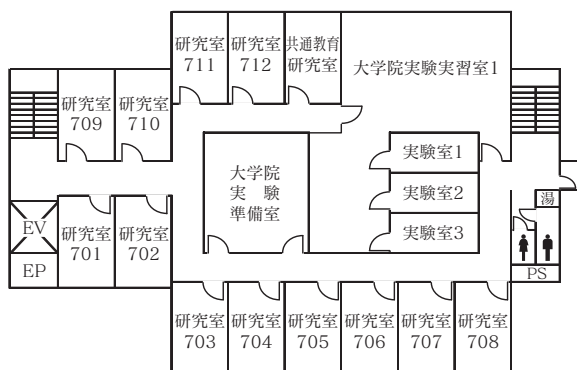 研究室
711
研究室
712
共通教育
研究室
大学院実験実習室1
研究室
709
研究室
710
大学院
実 験
準備室
実験室1
実験室2
実験室3
湯
EV
EP
研究室
701
研究室
702
PS
研究室
703
研究室
704
研究室
705
研究室
706
研究室
707
研究室
708